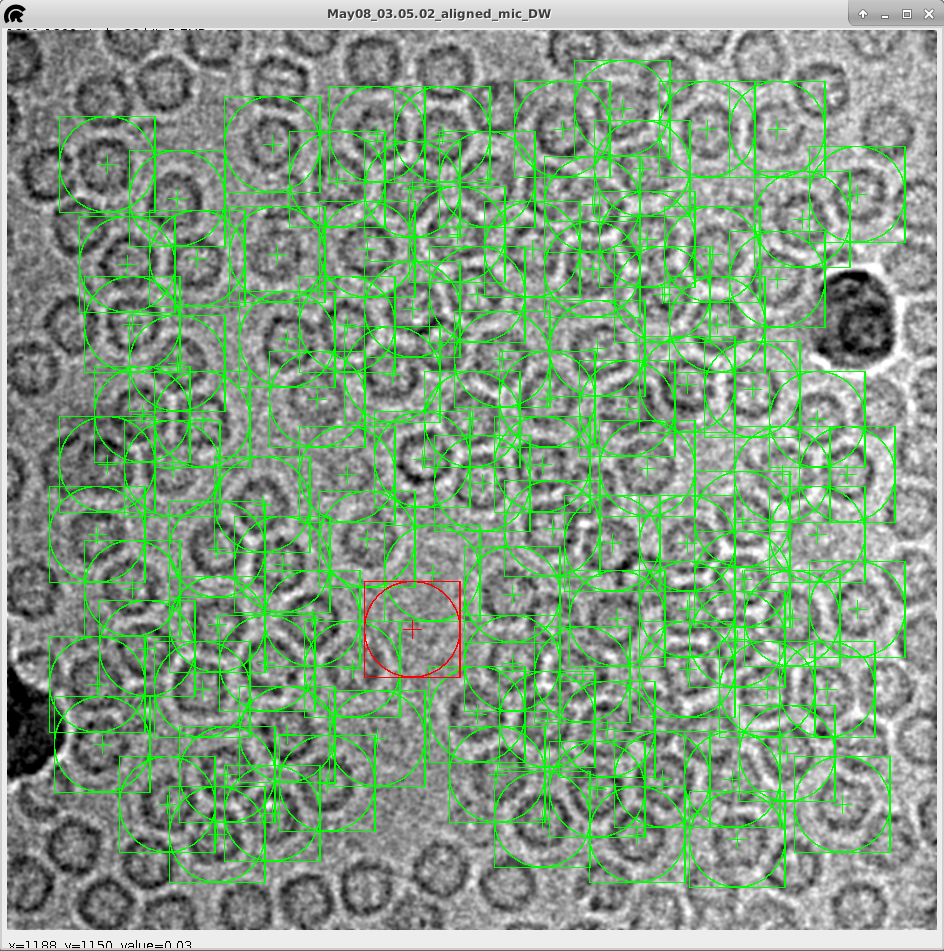 May08_03.05.02_aligned_mic_DW
x=1188, y=1150, value=0.03